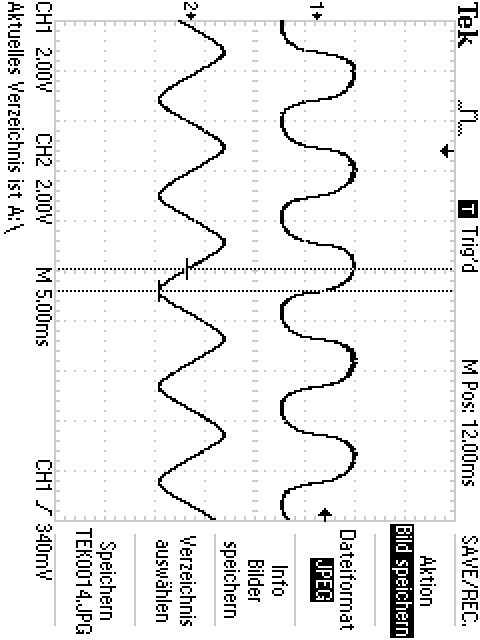 Tek T Trig'd M Pos: 12.00ms SAVE/REC.
Aktion
Bild speichern
Dateiformat
JPEG
Info
Bilder
speichern
Verzeichnis
auswählen
Speichern
TEK0014.JPG
1
2
CH1 2.00V CH2 2.00V M 5.00ms CH1 340mV
Aktuelles Verzeichnis ist A:\